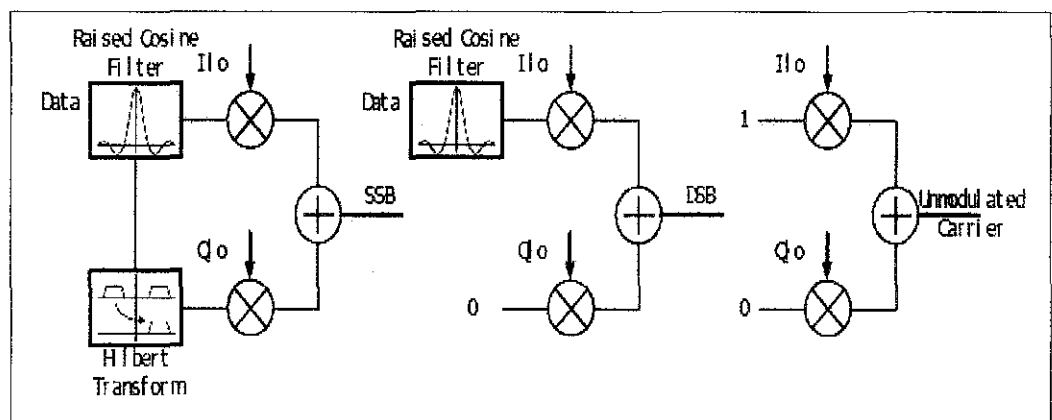 Raised Cosine
Filter
Ilo
Data
SSB
Qlo
Hilbert
Transform
Raised Cosine
Filter
Ilo
Data
DSB
Qlo
0
Ilo
1
Unmodulated
Carrier
Qlo
0